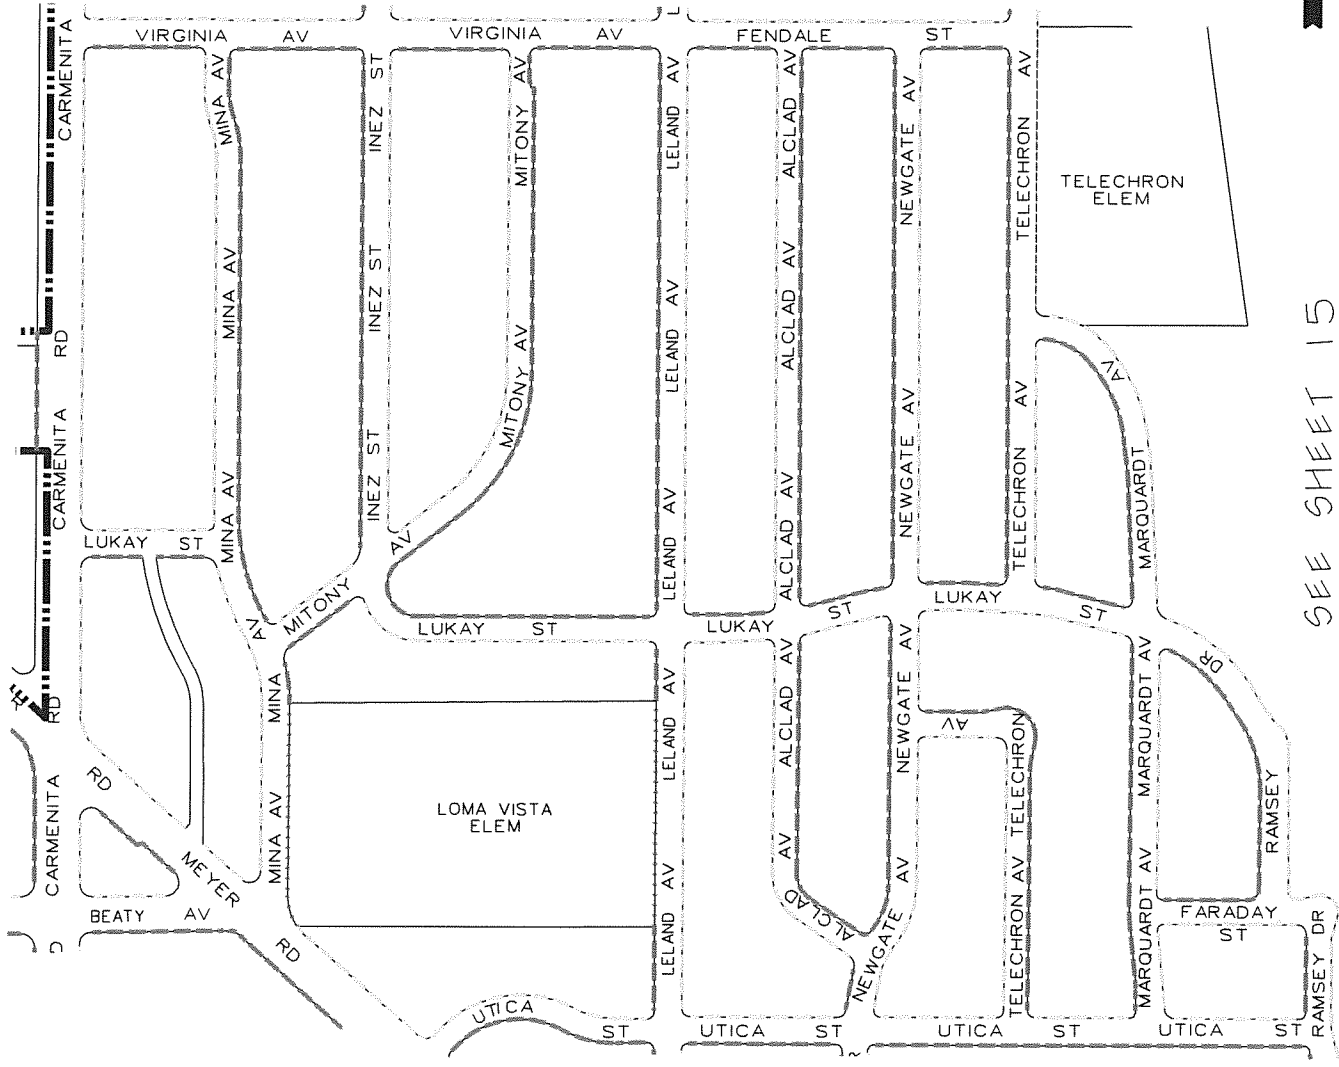 VIRGINIA AV VIRGINIA AV FENDALE ST
CARMENITA
RD
CARMENITA
RD
CARMENITA
MINA AV
MINA AV
MINA AV
INEZ ST
INEZ ST
INEZ ST
MITONY AV
MITONY AV
LELAND AV
LELAND AV
LELAND AV
ALCLAD AV
ALCLAD AV
ALCLAD AV
NEWGATE AV
NEWGATE AV
TELECHRON AV
TELECHRON AV
TELECHRON
ELEM
MARQUARDT AV
SEE SHEET 15
LUKAY ST
MITONY AV
LUKAY ST
LUKAY ST
LUKAY ST
MINA AV
MINA AV
LELAND AV
LELAND AV
ALCLAD AV
ALCLAD AV
NEWGATE AV
NEWGATE AV
TELECHRON AV
TELECHRON AV
MARQUARDT AV
MARQUARDT AV
RAMSEY DR
LOMA VISTA
ELEM
MEYER RD
RD
BEATY AV
FARADAY
ST
RAMSEY DR
UTICA ST UTICA ST UTICA ST UTICA ST